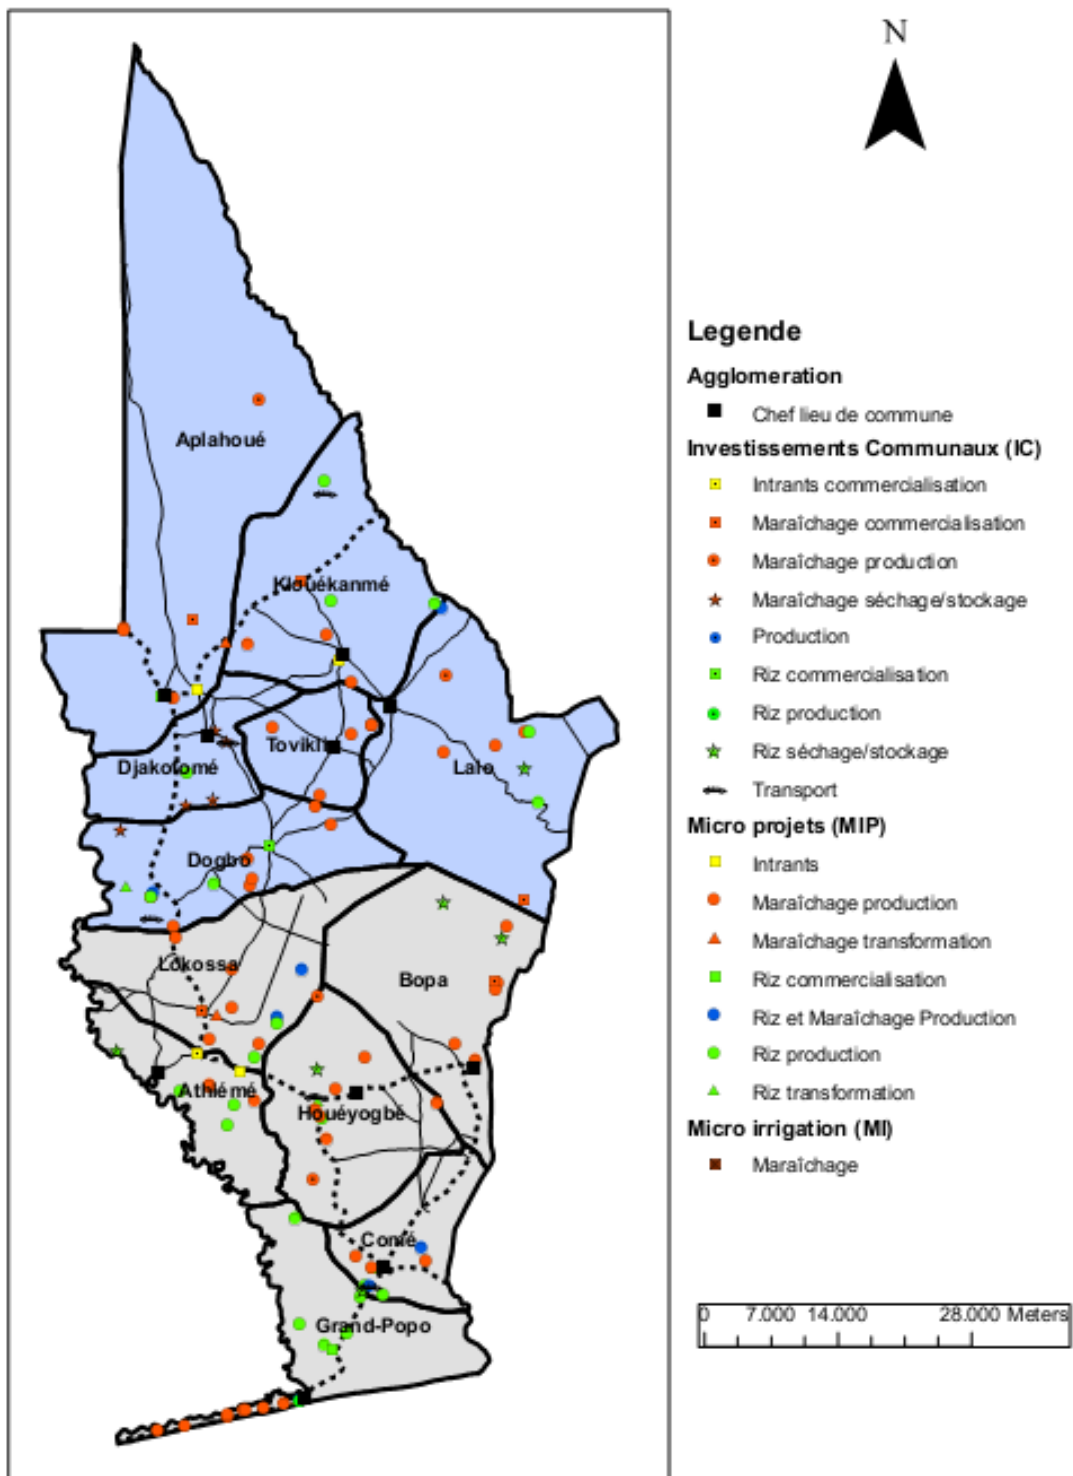 N
Aplahoué
Klouékanmé
Tovikli
Djakotomé
Lalo
Dogbo
Lokossa
Bopa
Athiémé
Houéyogbé
Comé
Grand-Popo
Legende
Agglomeration
Chef lieu de commune
Investissements Communaux (IC)
Intrants commercialisation
Maraîchage commercialisation
Maraîchage production
Maraîchage séchage/stockage
Production
Riz commercialisation
Riz production
Riz séchage/stockage
Transport
Micro projets (MIP)
Intrants
Maraîchage production
Maraîchage transformation
Riz commercialisation
Riz et Maraîchage Production
Riz production
Riz transformation
Micro irrigation (MI)
Maraîchage
0 7.000 14.000 28.000 Meters